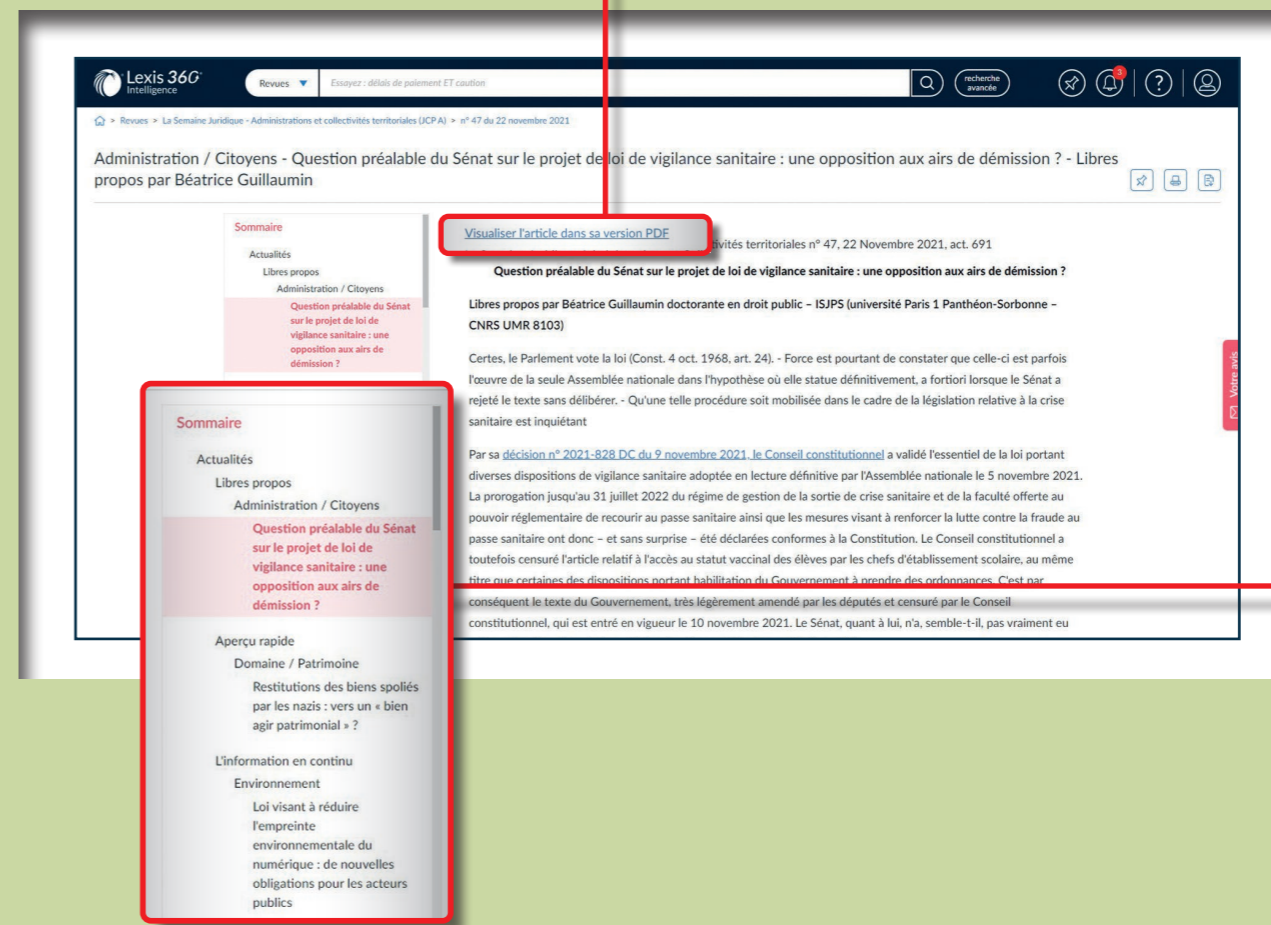 Lexis 36G
Intelligence
Revues
Essayez : délais de paiement ET caution
recherche
avancée
3
?
> Revues > La Semaine Juridique - Administrations et collectivités territoriales (JCP A) > n° 47 du 22 novembre 2021
Administration / Citoyens - Question préalable du Sénat sur le projet de loi de vigilance sanitaire : une opposition aux airs de démission ? - Libres
propos par Béatrice Guillaumin
Sommaire
Actualités
Libres propos
Administration / Citoyens
Question préalable du Sénat
sur le projet de loi de
vigilance sanitaire : une
opposition aux airs de
démission ?
Visualiser l'article dans sa version PDF
ivités territoriales n° 47, 22 Novembre 2021, act. 691
Question préalable du Sénat sur le projet de loi de vigilance sanitaire : une opposition aux airs de démission ?
Libres propos par Béatrice Guillaumin doctorante en droit public – ISJPS (université Paris 1 Panthéon-Sorbonne –
CNRS UMR 8103)
Certes, le Parlement vote la loi (Const. 4 oct. 1968, art. 24). - Force est pourtant de constater que celle-ci est parfois
l'œuvre de la seule Assemblée nationale dans l'hypothèse où elle statue définitivement, a fortiori lorsque le Sénat a
rejeté le texte sans délibérer. - Qu'une telle procédure soit mobilisée dans le cadre de la législation relative à la crise
sanitaire est inquiétant
Par sa décision n° 2021-828 DC du 9 novembre 2021, le Conseil constitutionnel a validé l'essentiel de la loi portant
diverses dispositions de vigilance sanitaire adoptée en lecture définitive par l'Assemblée nationale le 5 novembre 2021.
La prorogation jusqu'au 31 juillet 2022 du régime de gestion de la sortie de crise sanitaire et de la faculté offerte au
pouvoir réglementaire de recourir au passe sanitaire ainsi que les mesures visant à renforcer la lutte contre la fraude au
passe sanitaire ont donc – et sans surprise – été déclarées conformes à la Constitution. Le Conseil constitutionnel a
toutefois censuré l'article relatif à l'accès au statut vaccinal des élèves par les chefs d'établissement scolaire, au même
titre que certaines des dispositions portant habilitation du Gouvernement à prendre des ordonnances. C'est par
conséquent le texte du Gouvernement, très légèrement amendé par les députés et censuré par le Conseil
constitutionnel, qui est entré en vigueur le 10 novembre 2021. Le Sénat, quant à lui, n'a, semble-t-il, pas vraiment eu
Votre avis
Sommaire
Actualités
Libres propos
Administration / Citoyens
Question préalable du Sénat
sur le projet de loi de
vigilance sanitaire : une
opposition aux airs de
démission ?
Aperçu rapide
Domaine / Patrimoine
Restitutions des biens spoliés
par les nazis : vers un « bien
agir patrimonial » ?
L'information en continu
Environnement
Loi visant à réduire
l'empreinte
environnementale du
numérique : de nouvelles
obligations pour les acteurs
publics